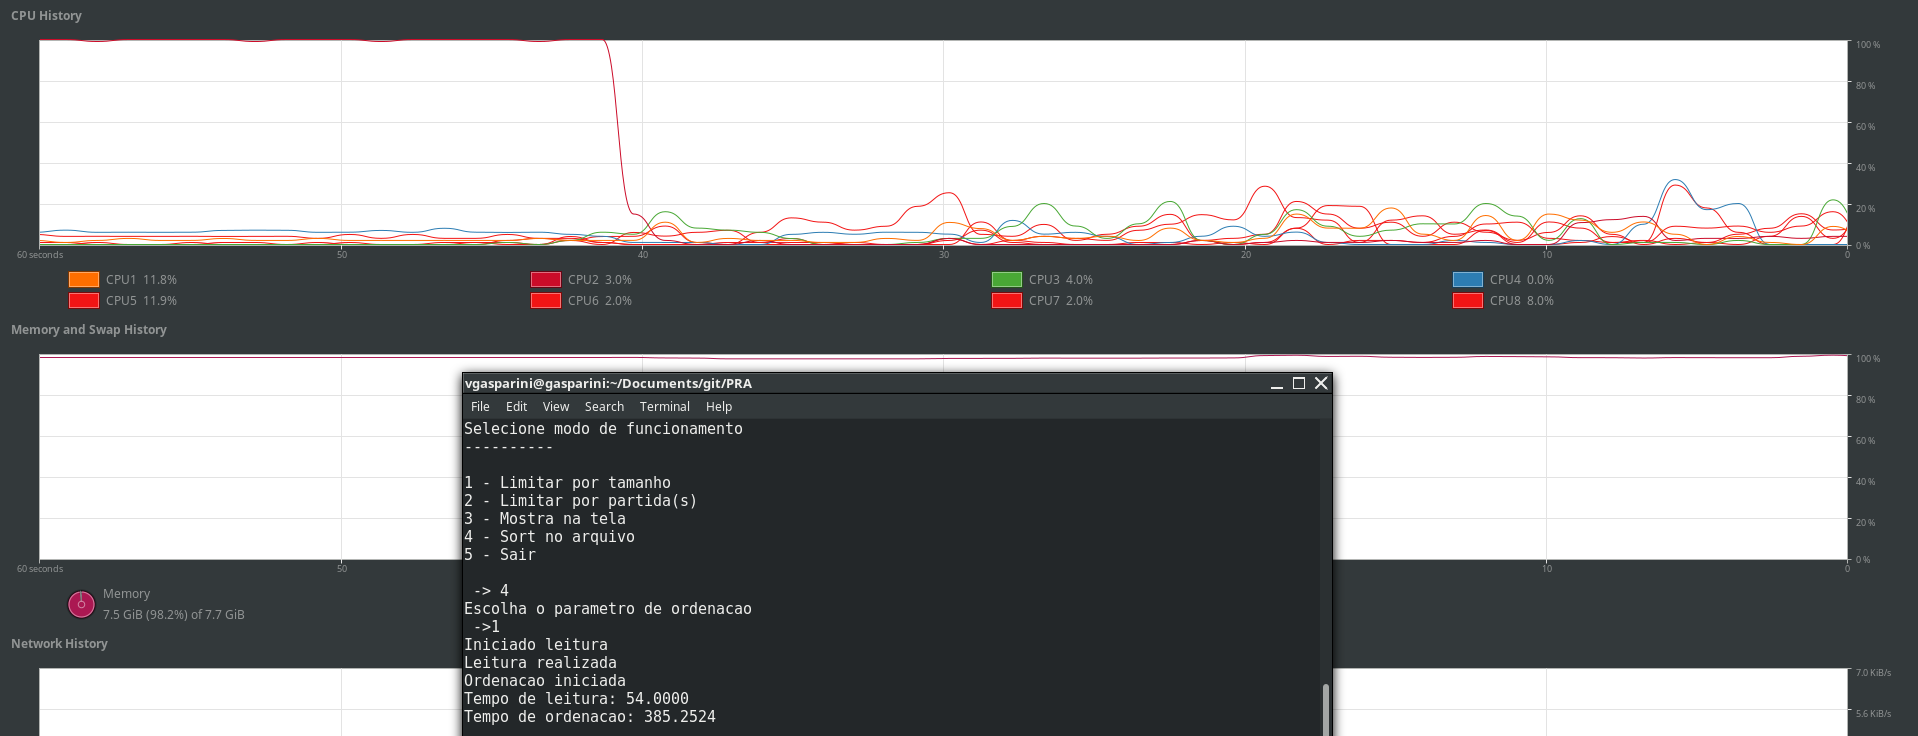 CPU History
100 %
80 %
60 %
40 %
20 %
0 %
60 seconds 50 40 30 20 10 0
CPU1 11.8% CPU2 3.0% CPU3 4.0% CPU4 0.0%
CPU5 11.9% CPU6 2.0% CPU7 2.0% CPU8 8.0%
Memory and Swap History
100 %
80 %
60 %
40 %
20 %
0 %
60 seconds 50 10 0
Memory
7.5 GiB (98.2%) of 7.7 GiB
Network History
7.0 KiB/s
5.6 KiB/s
vgasparini@gasparini:~/Documents/git/PRA
File Edit View Search Terminal Help
Selecione modo de funcionamento
----------
1 - Limitar por tamanho
2 - Limitar por partida(s)
3 - Mostra na tela
4 - Sort no arquivo
5 - Sair
-> 4
Escolha o parametro de ordenacao
->1
Iniciado leitura
Leitura realizada
Ordenacao iniciada
Tempo de leitura: 54.0000
Tempo de ordenacao: 385.2524